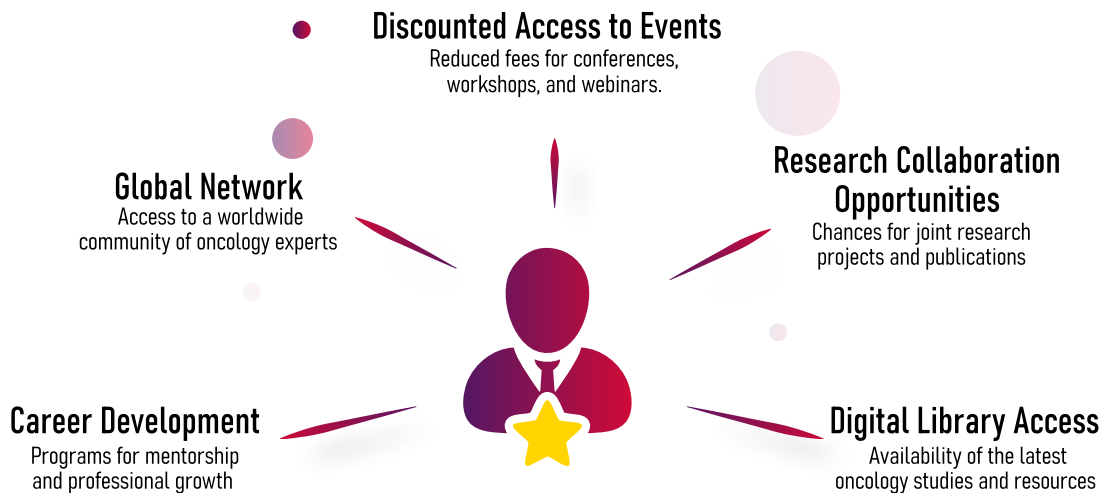 Discounted Access to Events
Reduced fees for conferences,
workshops, and webinars.
Global Network
Access to a worldwide
community of oncology experts
Research Collaboration
Opportunities
Chances for joint research
projects and publications
Career Development
Programs for mentorship
and professional growth
Digital Library Access
Availability of the latest
oncology studies and resources